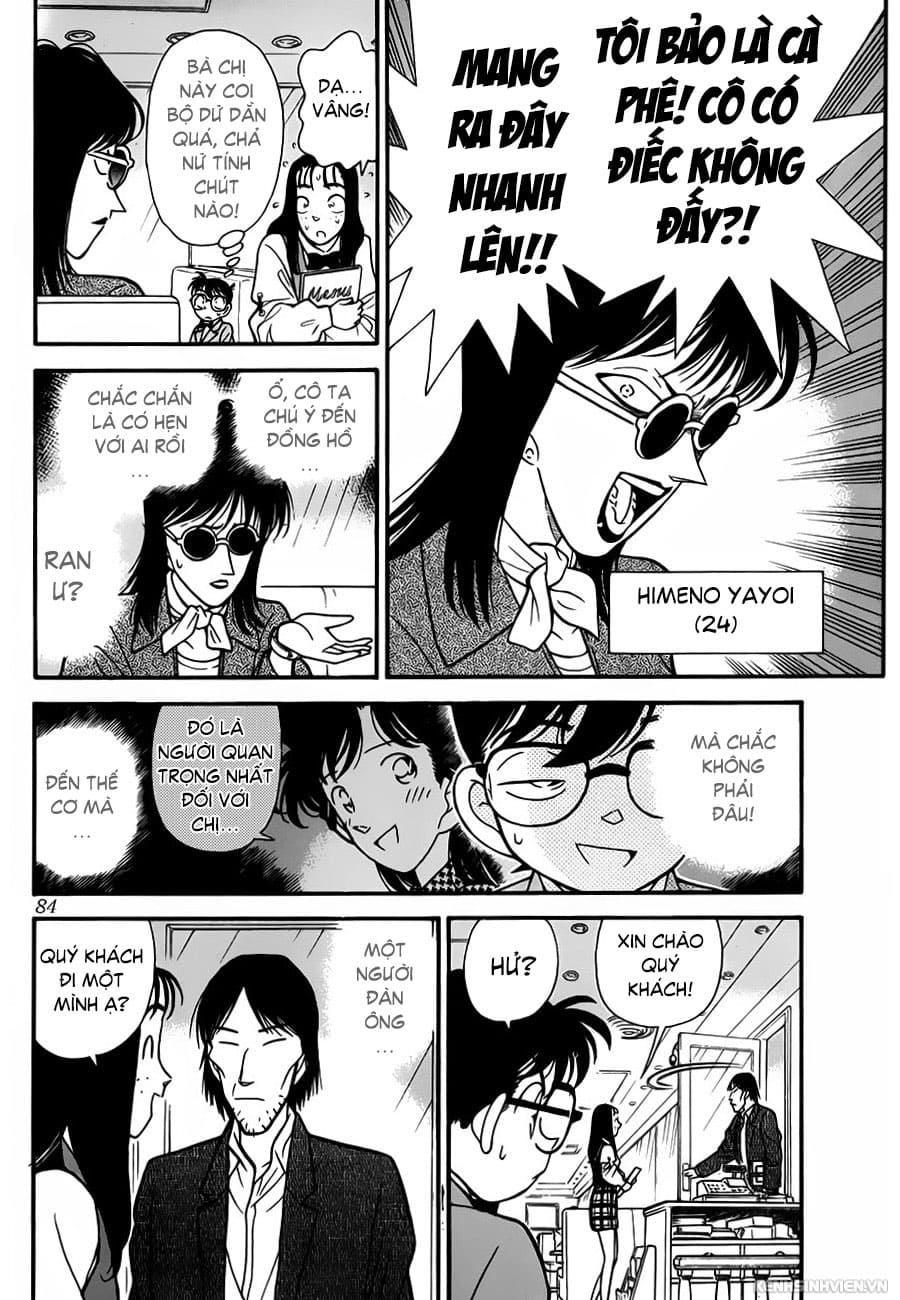 TÔI BẢO LÀ CÀ
PHÊ! CÔ CÓ
ĐIẾC KHÔNG
ĐẤY?!
MANG
RA ĐÂY
NHANH
LÊN!!
HIMENO YAYOI
(24)
DẠ...
VÂNG!
BÀ CHỊ
NÀY COI
BỘ DỮ DẰN
QUÁ, CHẢ
NỮ TÍNH
CHÚT
NÀO!
Menu
Ố, CÔ TA
CHÚ Ý ĐẾN
ĐỒNG HỒ
...
CHẮC CHẮN
LÀ CÓ HẸN
VỚI AI RỒI
...
RAN
Ư?
MÀ CHẮC
KHÔNG
PHẢI
ĐÂU!
ĐÓ LÀ
NGƯỜI QUAN
TRỌNG NHẤT
ĐỐI VỚI
CHỊ...
ĐẾN THẾ
CƠ MÀ
...
84
XIN CHÀO
QUÝ
KHÁCH!
HỬ?
MỘT
NGƯỜI
ĐÀN
ÔNG
...
QUÝ KHÁCH
ĐI MỘT
MÌNH Ạ?
KENHSINHVIEN.VN